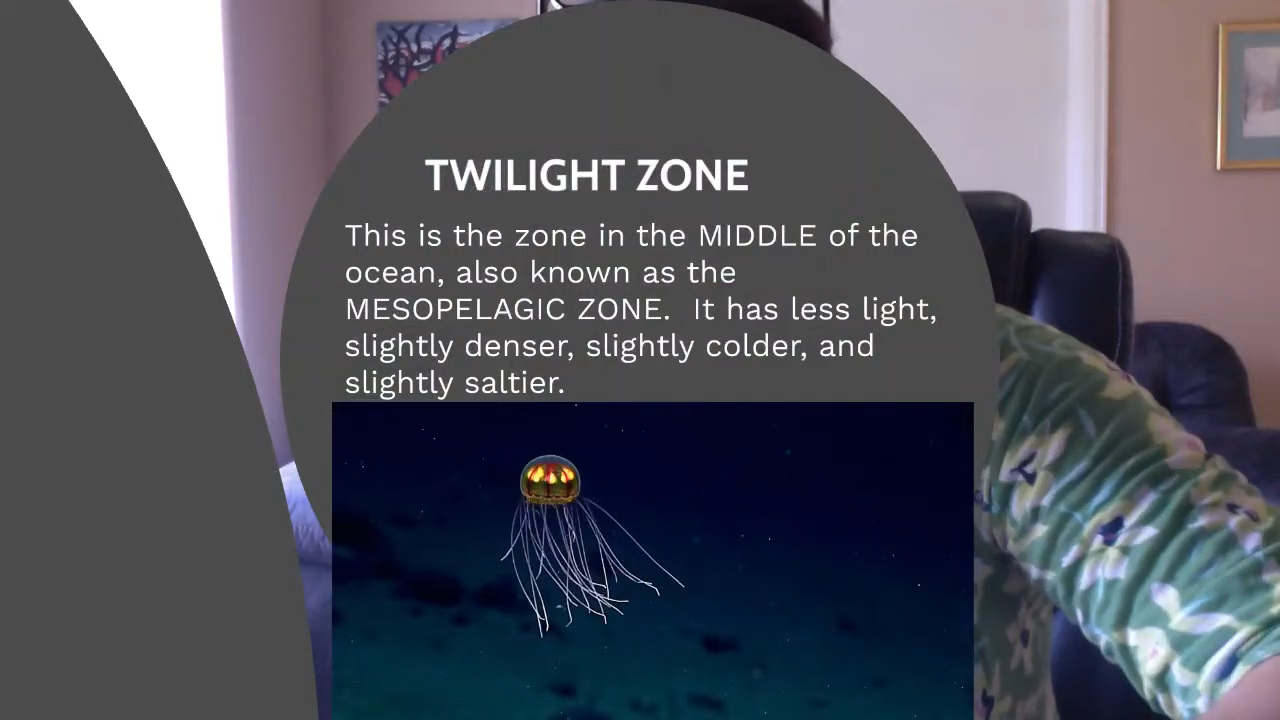 TWILIGHT ZONE
This is the zone in the MIDDLE of the
ocean, also known as the
MESOPELAGIC ZONE.  It has less light,
slightly denser, slightly colder, and
slightly saltier.